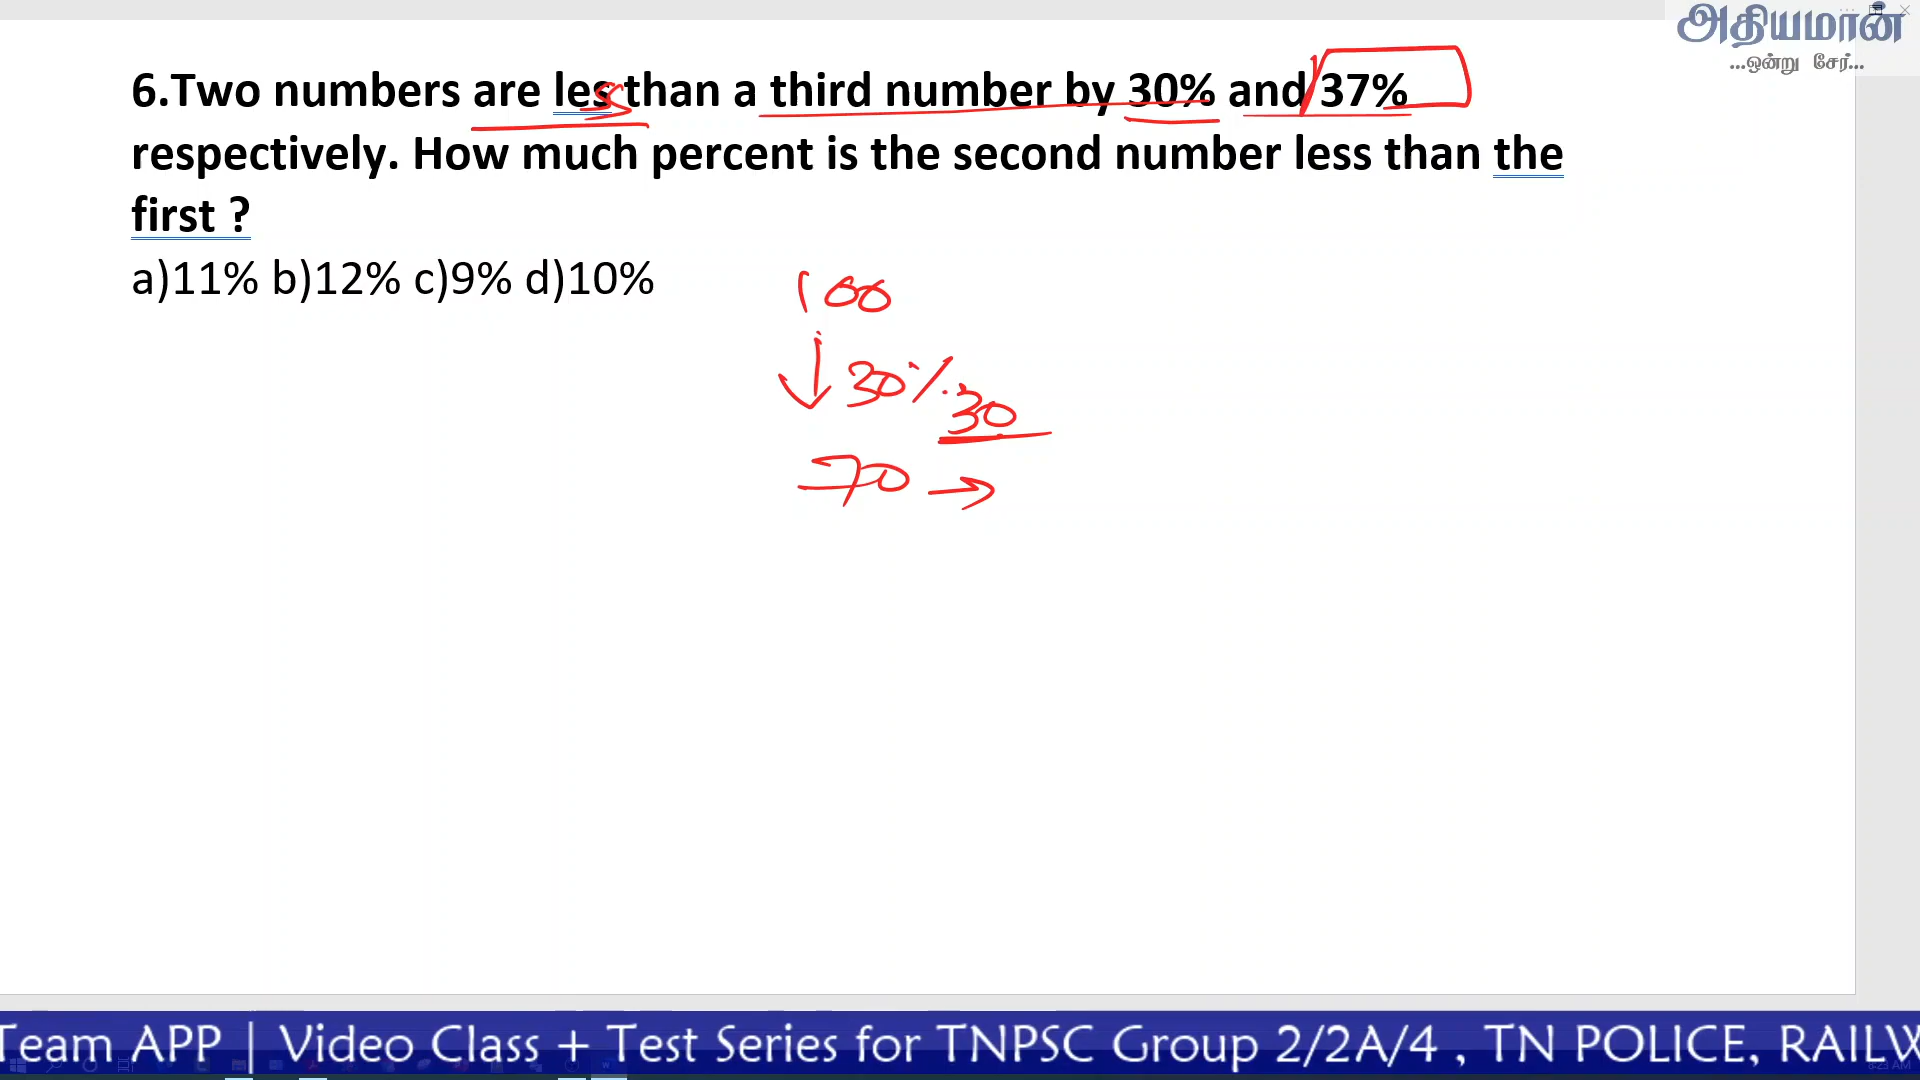 அதியமான்
...ஒன்று சேர்...
6.Two numbers are les than a third number by 30% and 37%
respectively. How much percent is the second number less than the
first ?
a)11% b)12% c)9% d)10%
100
30%
30
70
Team APP | Video Class + Test Series for TNPSC Group 2/2A/4 , TN POLICE, RAILW